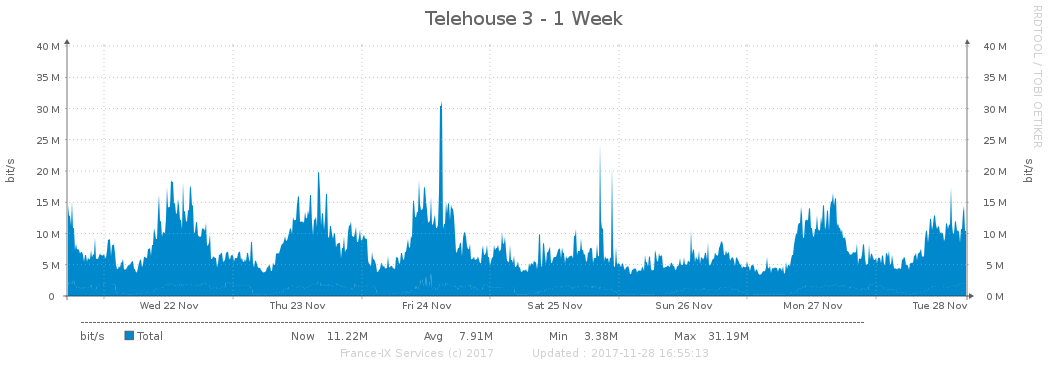 Telehouse 3 - 1 Week
RRDTOOL / TOBI OETIKER
40 M 40 M
35 M 35 M
30 M 30 M
25 M 25 M
20 M 20 M
15 M 15 M
10 M 10 M
5 M 5 M
0 0 M
bit/s bit/s
Wed 22 Nov Thu 23 Nov Fri 24 Nov Sat 25 Nov Sun 26 Nov Mon 27 Nov Tue 28 Nov
bit/s Total Now 11.22M Avg 7.91M Min 3.38M Max 31.19M
France-IX Services (c) 2017 Updated : 2017-11-28 16:55:13